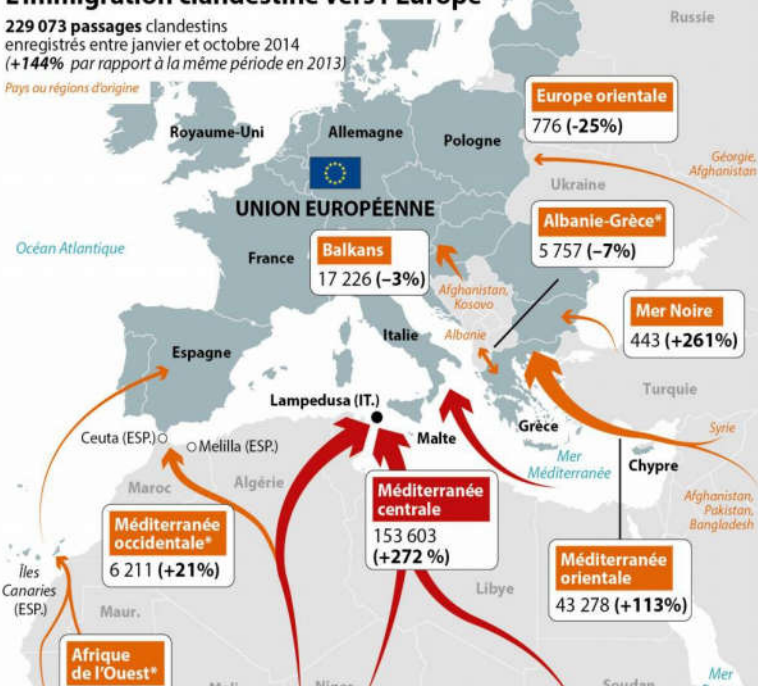 L'immigration clandestine vers l'Europe
229 073 passages clandestins
enregistrés entre janvier et octobre 2014
(+144% par rapport à la même période en 2013)
Pays ou régions d'origine
Russie
Europe orientale
776 (-25%)
Royaume-Uni
Allemagne
Pologne
Géorgie,
Afghanistan
Ukraine
UNION EUROPÉENNE
Albanie-Grèce*
5 757 (–7%)
Océan Atlantique
France
Balkans
17 226 (–3%)
Afghanistan,
Kosovo
Mer Noire
443 (+261%)
Italie
Albanie
Espagne
Turquie
Lampedusa (IT.)
Ceuta (ESP.)
Melilla (ESP.)
Malte
Grèce
Syrie
Mer
Méditerranée
Chypre
Maroc
Algérie
Méditerranée
centrale
153 603
(+272 %)
Afghanistan,
Pakistan,
Bangladesh
Méditerranée
occidentale*
6 211 (+21%)
Méditerranée
orientale
43 278 (+113%)
Îles
Canaries
(ESP.)
Libye
Maur.
Afrique
de l'Ouest*
Mer